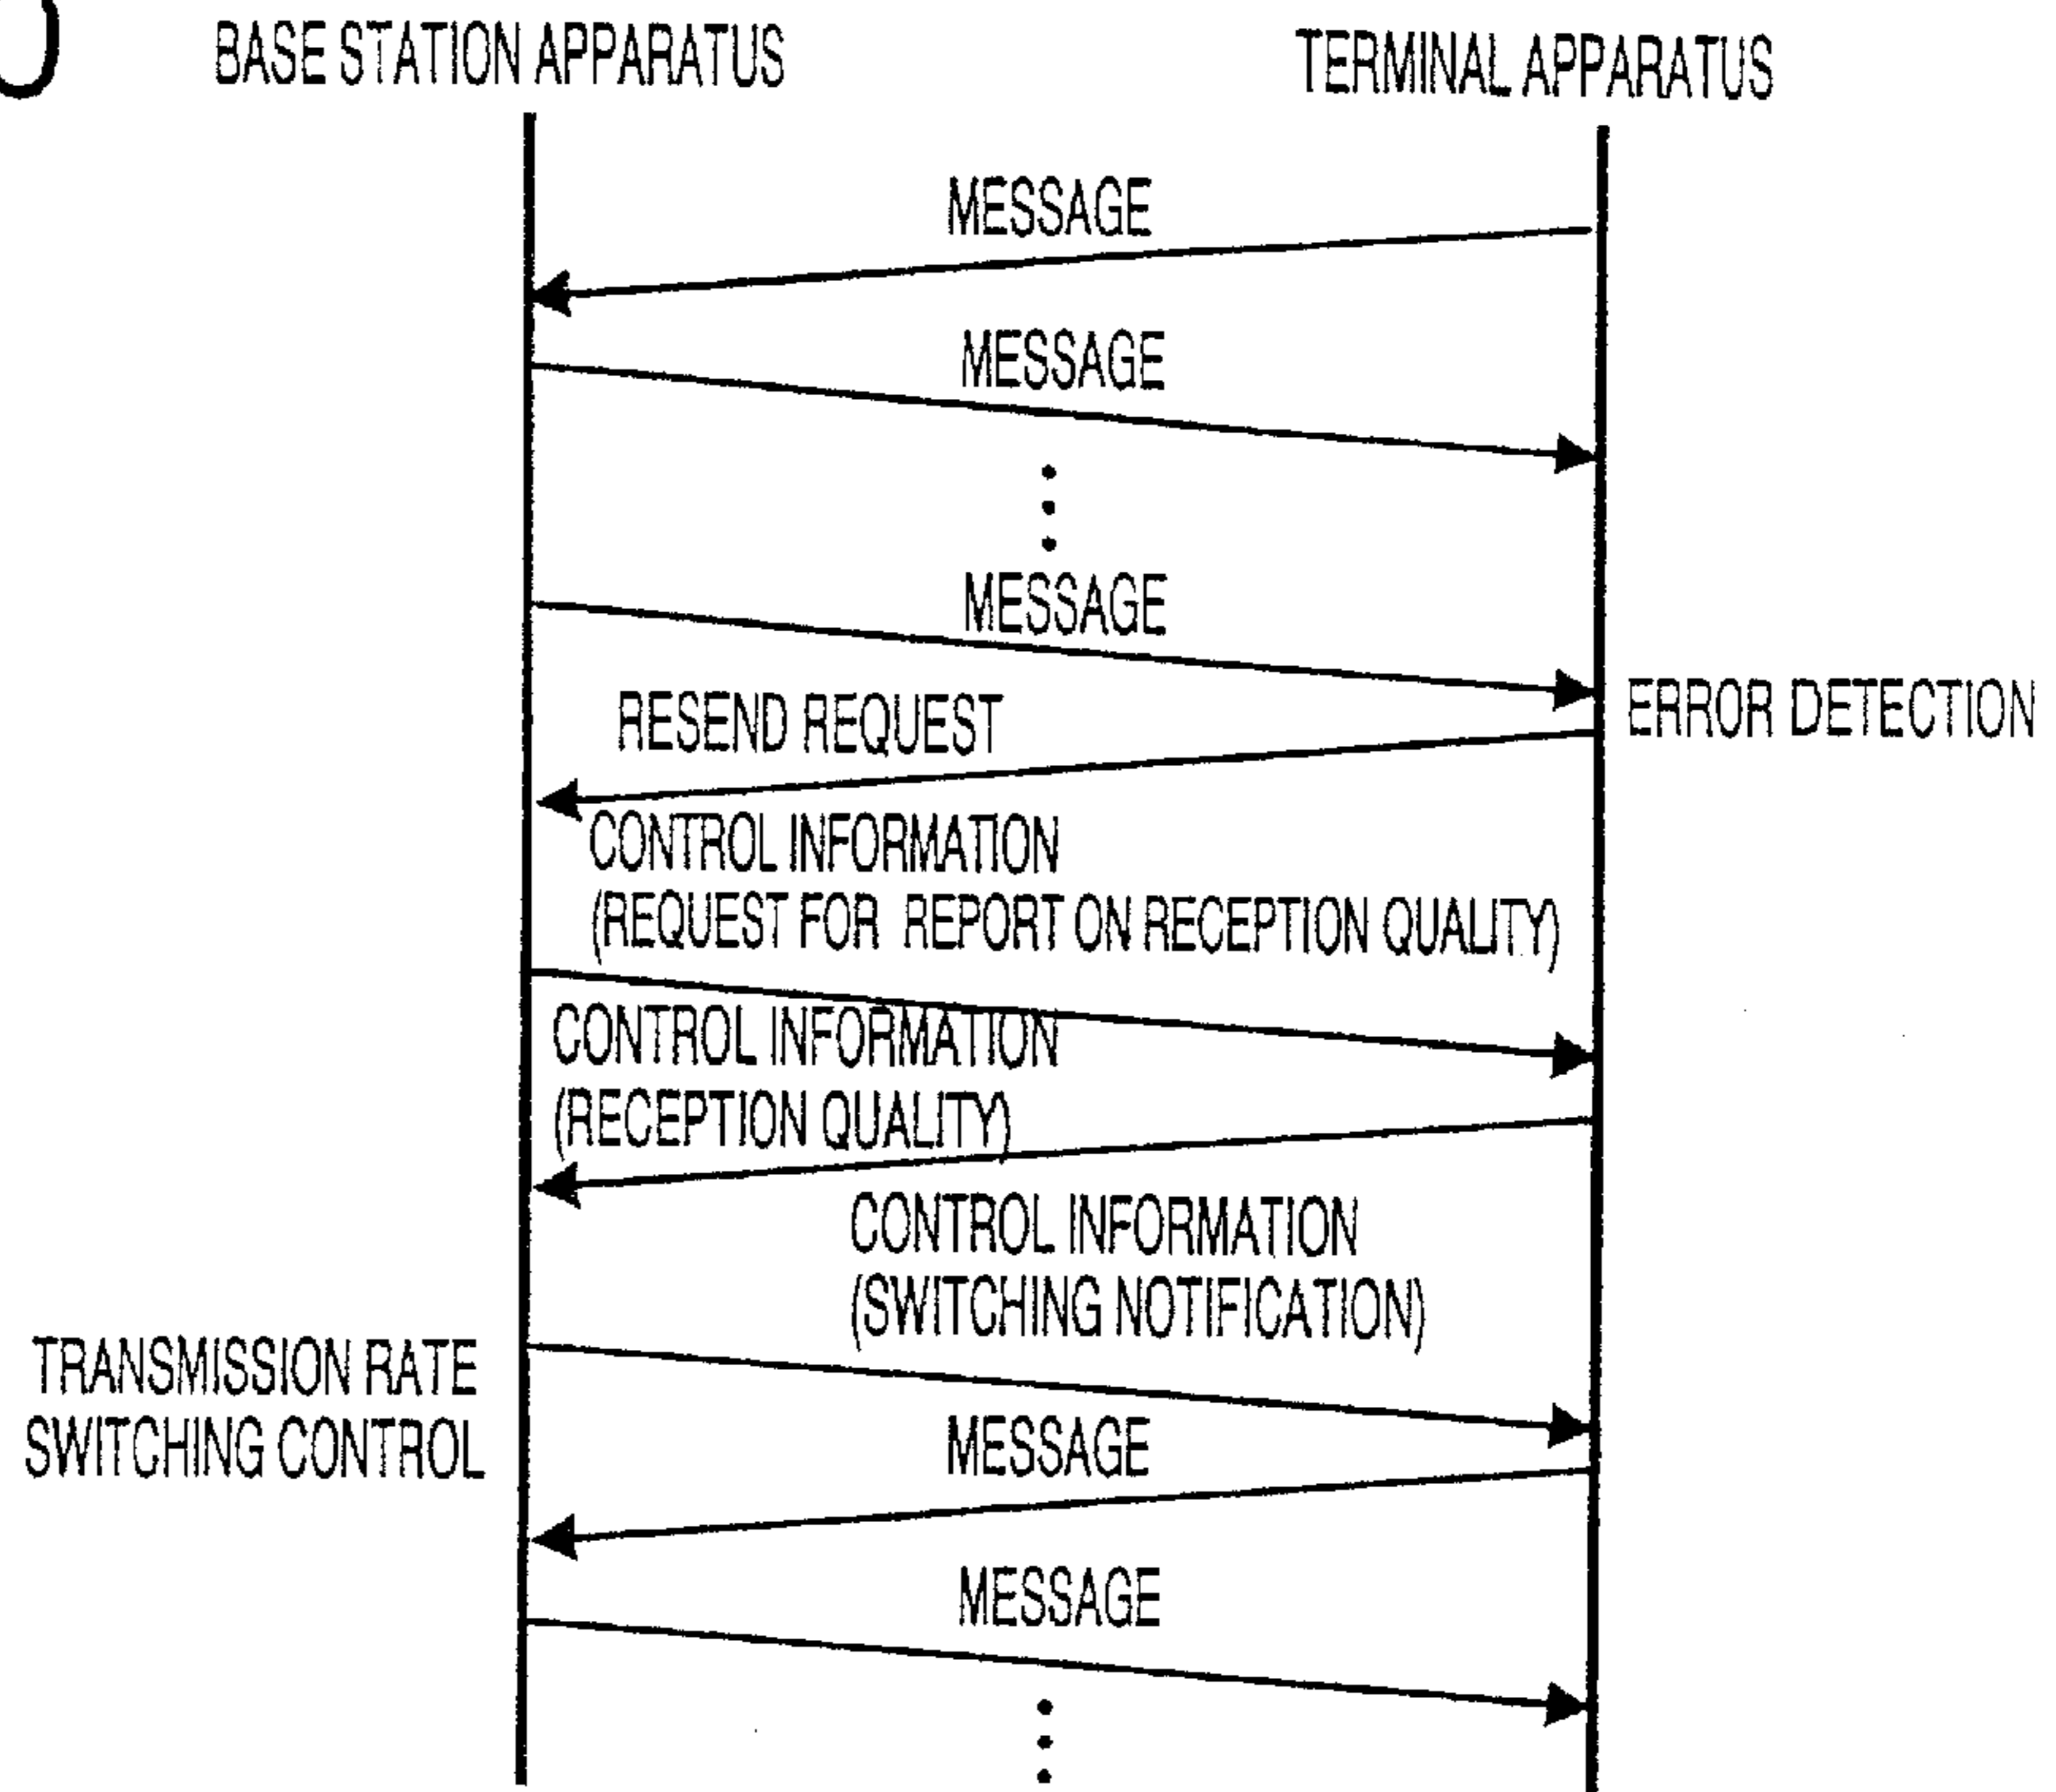 BASE STATION APPARATUS
TERMINAL APPARATUS
MESSAGE
MESSAGE
MESSAGE
ERROR DETECTION
RESEND REQUEST
CONTROL INFORMATION
(REQUEST FOR REPORT ON RECEPTION QUALITY)
CONTROL INFORMATION
(RECEPTION QUALITY)
CONTROL INFORMATION
(SWITCHING NOTIFICATION)
TRANSMISSION RATE
SWITCHING CONTROL
MESSAGE
MESSAGE